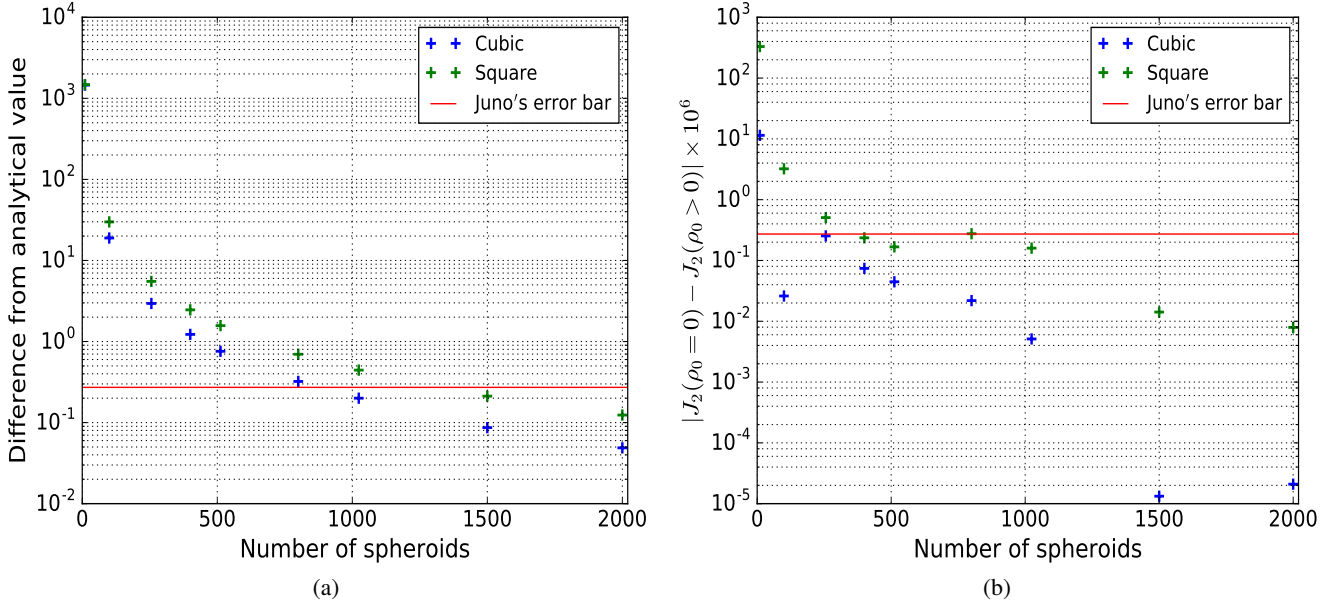 Difference from analytical value
10^4
10^3
10^2
10^1
10^0
10^-1
10^-2
0 500 1000 1500 2000
Number of spheroids
Cubic
Square
Juno's error bar
(a)
|J_2(ρ_0 = 0) − J_2(ρ_0 > 0)| × 10^6
10^3
10^2
10^1
10^0
10^-1
10^-2
10^-3
10^-4
10^-5
0 500 1000 1500 2000
Number of spheroids
Cubic
Square
Juno's error bar
(b)